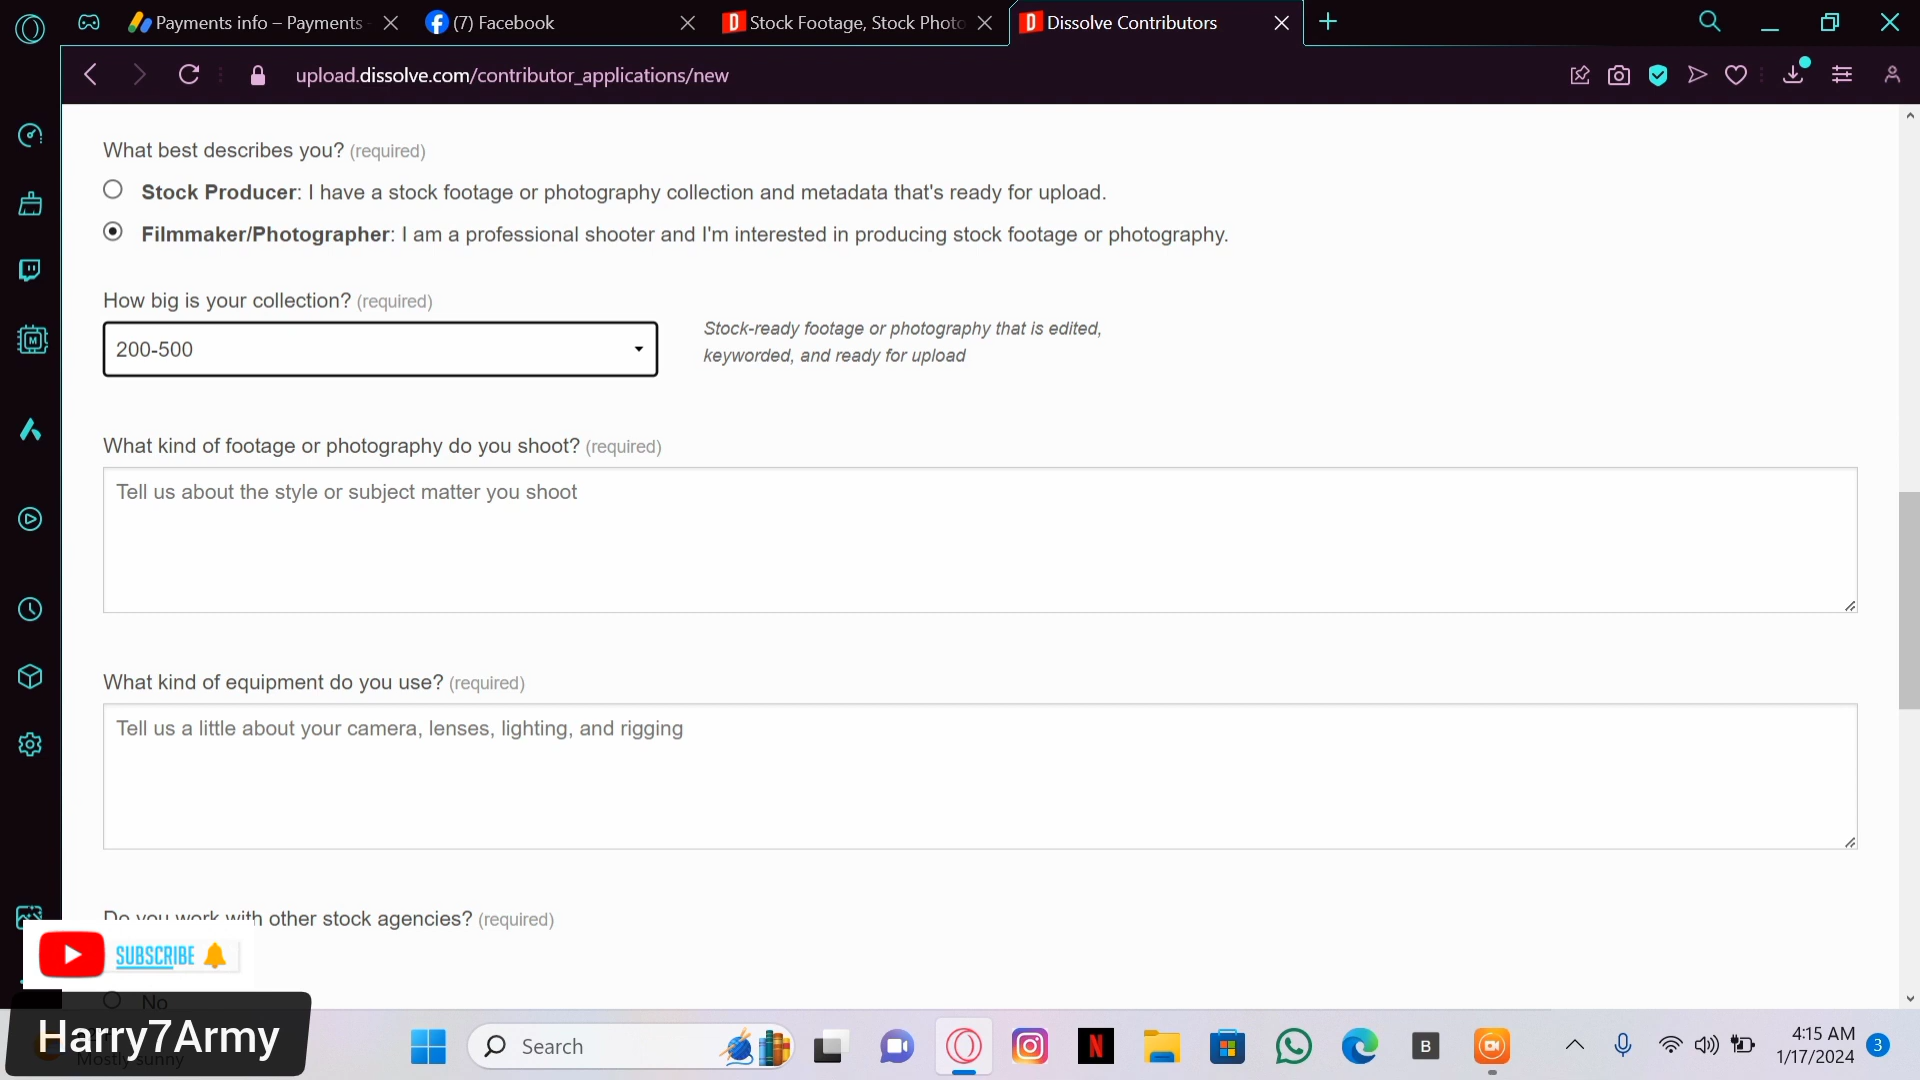 Payments info – Payments
(7) Facebook
Stock Footage, Stock Photo
Dissolve Contributors
upload.dissolve.com/contributor_applications/new
What best describes you? (required)
Stock Producer: I have a stock footage or photography collection and metadata that's ready for upload.
Filmmaker/Photographer: I am a professional shooter and I'm interested in producing stock footage or photography.
How big is your collection? (required)
200-500
Stock-ready footage or photography that is edited,
keyworded, and ready for upload
What kind of footage or photography do you shoot? (required)
Tell us about the style or subject matter you shoot
What kind of equipment do you use? (required)
Tell us a little about your camera, lenses, lighting, and rigging
Do you work with other stock agencies? (required)
SUBSCRIBE
No
Harry7Army
Mostly sunny
Search
N
B
4:15 AM
1/17/2024
3